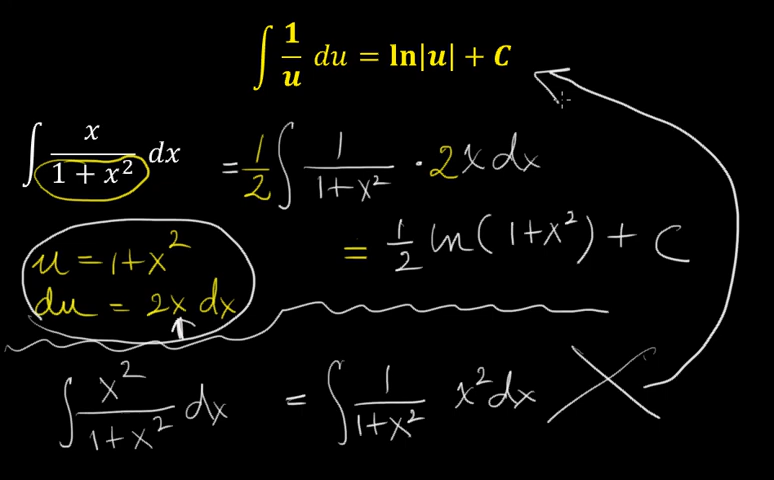 ∫ 1/u du = ln|u| + C
∫ x/(1 + x²) dx = 1/2 ∫ 1/(1+x²) · 2x dx
= 1/2 ln(1+x²) + C
u = 1+x²
du = 2x dx
∫ x²/(1+x²) dx = ∫ 1/(1+x²) x² dx